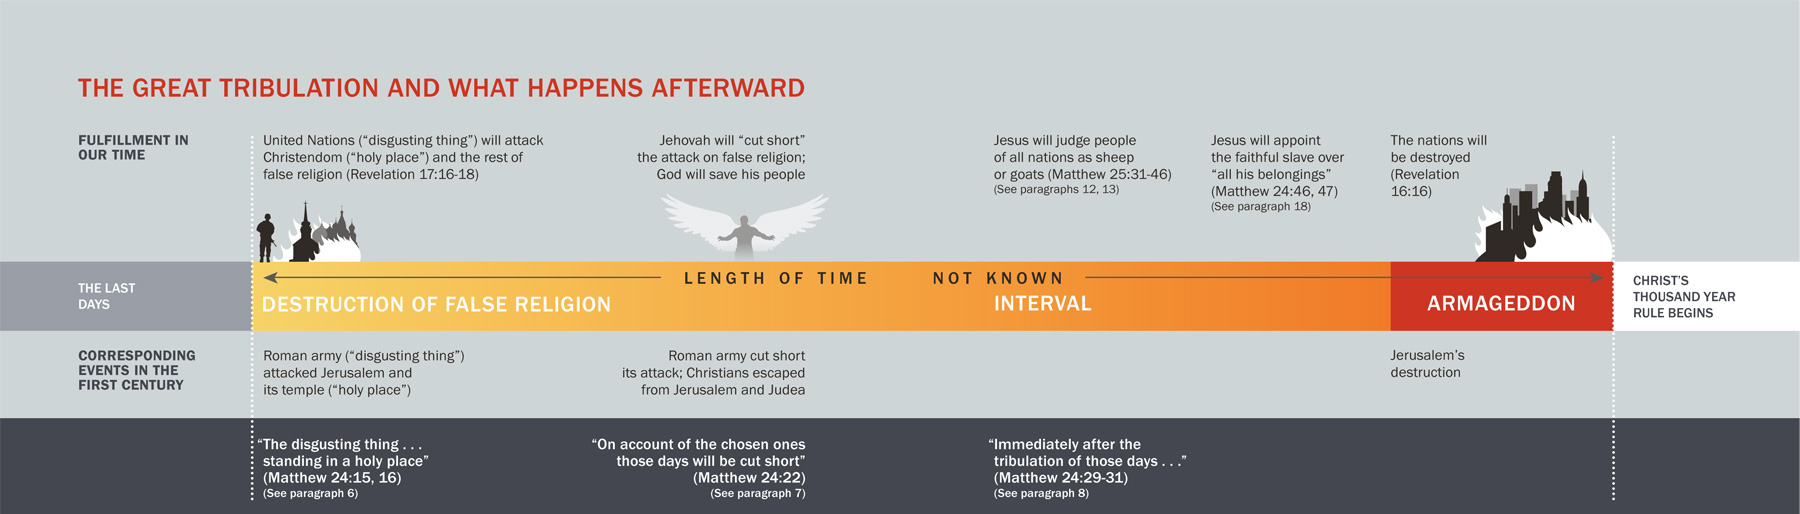 THE GREAT TRIBULATION AND WHAT HAPPENS AFTERWARD
FULFILLMENT IN
OUR TIME
United Nations (“disgusting thing”) will attack
Christendom (“holy place”) and the rest of
false religion (Revelation 17:16-18)
Jehovah will “cut short”
the attack on false religion;
God will save his people
Jesus will judge people
of all nations as sheep
or goats (Matthew 25:31-46)
(See paragraphs 12, 13)
Jesus will appoint
the faithful slave over
“all his belongings”
(Matthew 24:46, 47)
(See paragraph 18)
The nations will
be destroyed
(Revelation
16:16)
THE LAST
DAYS
LENGTH OF TIME NOT KNOWN
DESTRUCTION OF FALSE RELIGION
INTERVAL
ARMAGEDDON
CHRIST’S
THOUSAND YEAR
RULE BEGINS
CORRESPONDING
EVENTS IN THE
FIRST CENTURY
Roman army (“disgusting thing”)
attacked Jerusalem and
its temple (“holy place”)
Roman army cut short
its attack; Christians escaped
from Jerusalem and Judea
Jerusalem’s
destruction
“The disgusting thing . . .
standing in a holy place”
(Matthew 24:15, 16)
(See paragraph 6)
“On account of the chosen ones
those days will be cut short”
(Matthew 24:22)
(See paragraph 7)
“Immediately after the
tribulation of those days . . .”
(Matthew 24:29-31)
(See paragraph 8)